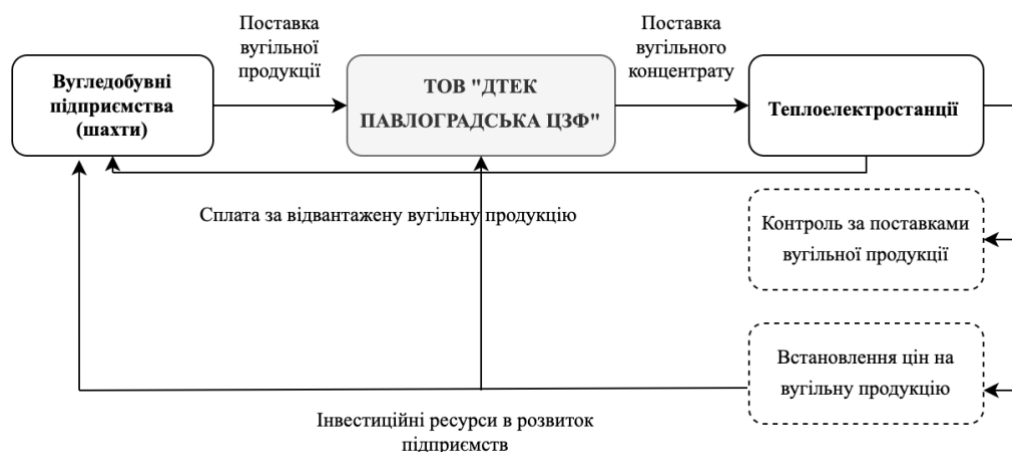 Поставка
вугільної
продукції
Поставка
вугільного
концентрату
Вугледобувні
підприємства
(шахти)
ТОВ "ДТЕК
ПАВЛОГРАДСЬКА ЦЗФ"
Теплоелектростанції
Сплата за відвантажену вугільну продукцію
Контроль за поставками
вугільної продукції
Встановлення цін на
вугільну продукцію
Інвестиційні ресурси в розвиток
підприємств